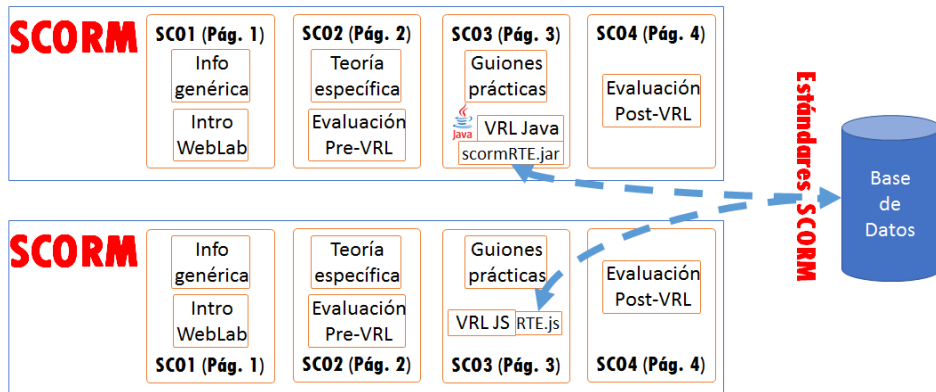 SCORM
SCO1 (Pág. 1)
Info
genérica
Intro
WebLab
SCO2 (Pág. 2)
Teoría
específica
Evaluación
Pre-VRL
SCO3 (Pág. 3)
Guiones
prácticas
Java
VRL Java
scormRTE.jar
SCO4 (Pág. 4)
Evaluación
Post-VRL
SCORM
Info
genérica
Intro
WebLab
SCO1 (Pág. 1)
Teoría
específica
Evaluación
Pre-VRL
SCO2 (Pág. 2)
Guiones
prácticas
VRL JS
RTE.js
SCO3 (Pág. 3)
Evaluación
Post-VRL
SCO4 (Pág. 4)
Estándares SCORM
Base
de
Datos